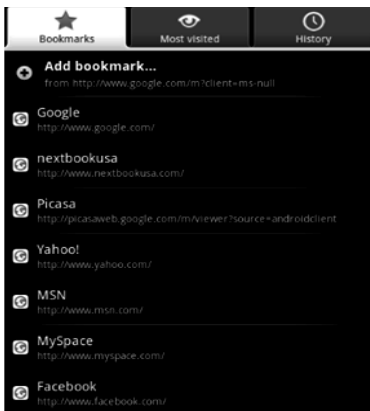 Bookmarks Most visited History
Add bookmark...
from http://www.google.com/m?client=ms-null
Google
http://www.google.com/
nextbookusa
http://www.nextbookusa.com/
Picasa
http://picasaweb.google.com/m/viewer?source=androidclient
Yahoo!
http://www.yahoo.com/
MSN
http://www.msn.com/
MySpace
http://www.myspace.com/
Facebook
http://www.facebook.com/